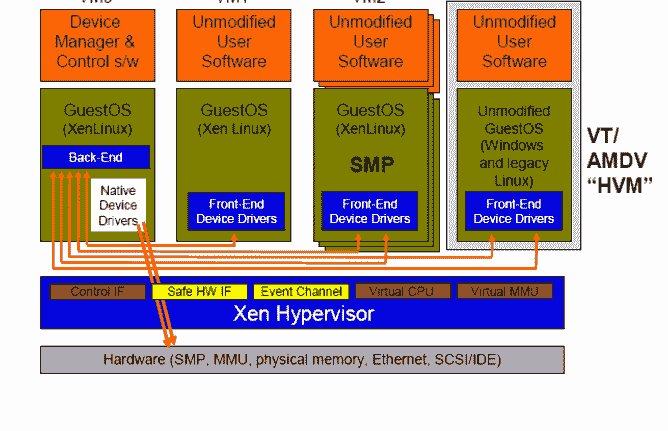 Device
Manager &
Control s/w
Unmodified
User
Software
Unmodified
User
Software
Unmodified
User
Software
GuestOS
(XenLinux)
Back-End
Native
Device
Drivers
GuestOS
(Xen Linux)
Front-End
Device Drivers
GuestOS
(XenLinux)
SMP
Front-End
Device Drivers
Unmodified
GuestOS
(Windows
and legacy
Linux)
Front-End
Device Drivers
VT/
AMDV
“HVM”
Control IF
Safe HW IF
Event Channel
Virtual CPU
Virtual MMU
Xen Hypervisor
Hardware (SMP, MMU, physical memory, Ethernet, SCSI/IDE)